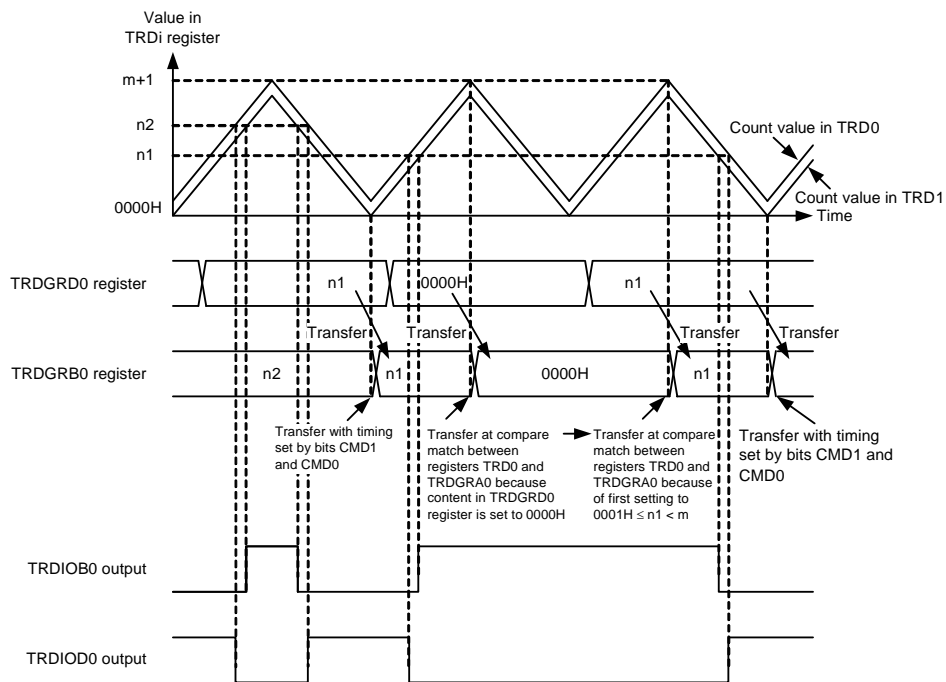 Value in
TRDi register
m+1
n2
n1
0000H
Count value in TRD0
Count value in TRD1
Time
TRDGRD0 register
n1
0000H
n1
Transfer
Transfer
Transfer
Transfer
TRDGRB0 register
n2
n1
0000H
n1
Transfer with timing
set by bits CMD1
and CMD0
Transfer at compare
match between
registers TRD0 and
TRDGRA0 because
content in TRDGRD0
register is set to 0000H
Transfer at compare
match between
registers TRD0 and
TRDGRA0 because
of first setting to
0001H ≤ n1 < m
Transfer with timing
set by bits CMD1 and
CMD0
TRDIOB0 output
TRDIOD0 output